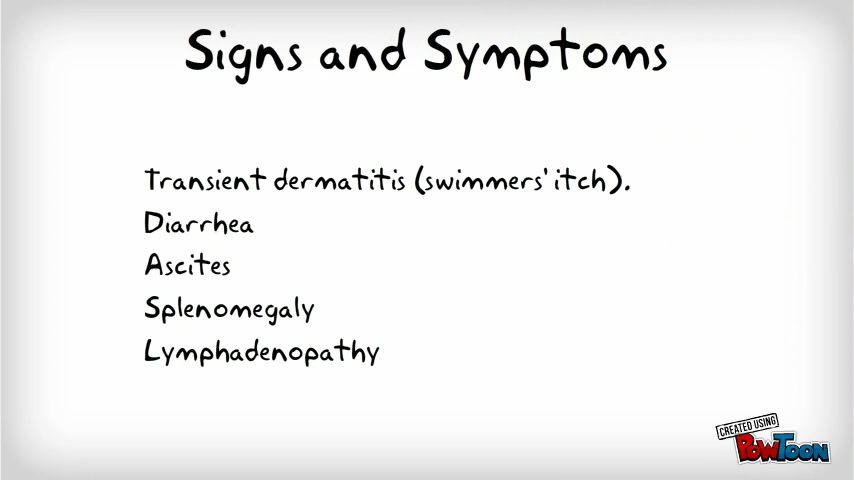 Signs and Symptoms
Transient dermatitis (swimmers' itch).
Diarrhea
Ascites
Splenomegaly
Lymphadenopathy
CREATED USING
POWTOON